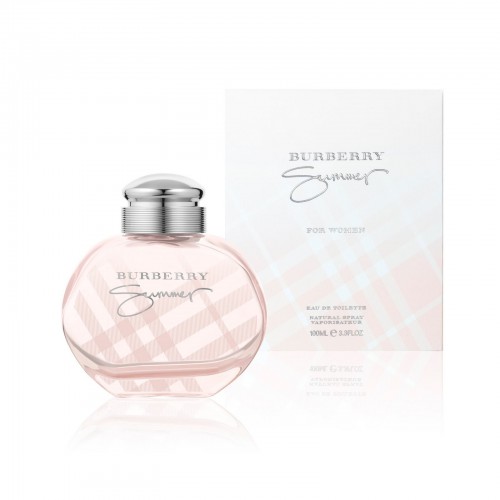 BURBERRY
Summer
BURBERRY
Summer
FOR WOMEN
EAU DE TOILETTE
NATURAL SPRAY
VAPORISATEUR
100ML ℮ 3.3FL.OZ